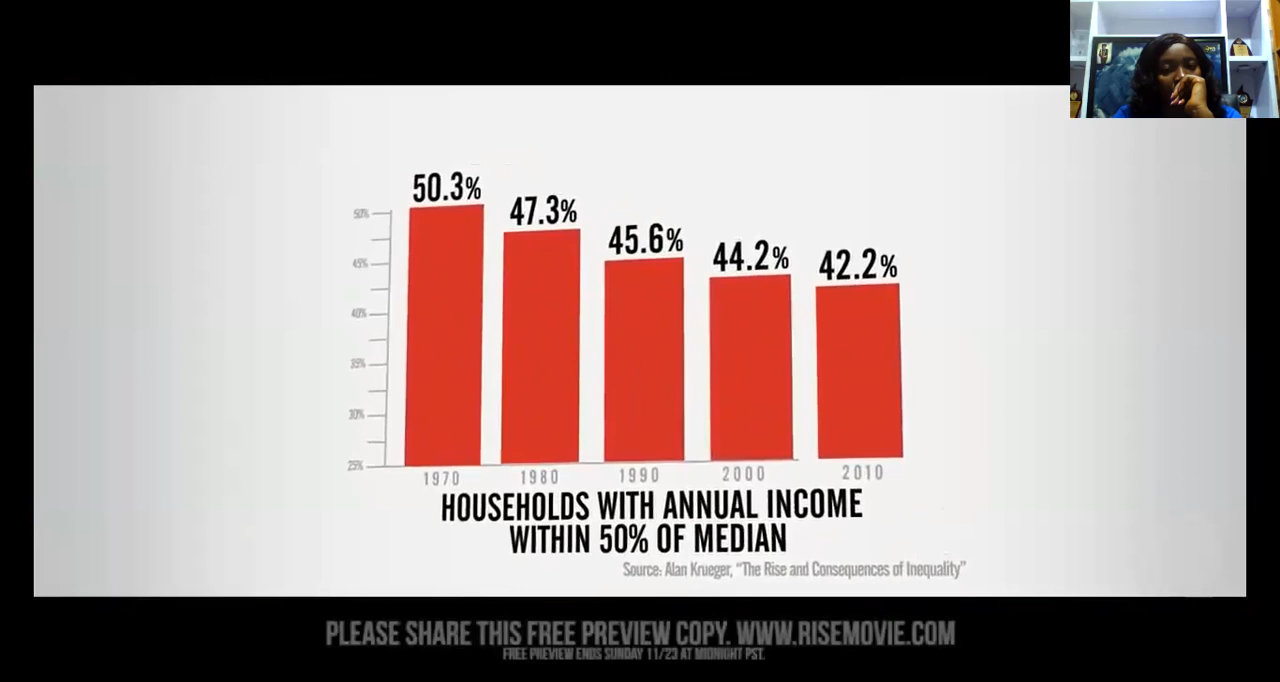 50.3%
47.3%
45.6%
44.2%
42.2%
50%
45%
40%
35%
30%
25%
1970 1980 1990 2000 2010
HOUSEHOLDS WITH ANNUAL INCOME
WITHIN 50% OF MEDIAN
Source: Alan Krueger, “The Rise and Consequences of Inequality”
PLEASE SHARE THIS FREE PREVIEW COPY. WWW.RISEMOVIE.COM
FREE PREVIEW ENDS SUNDAY 11/23 AT MIDNIGHT PST.